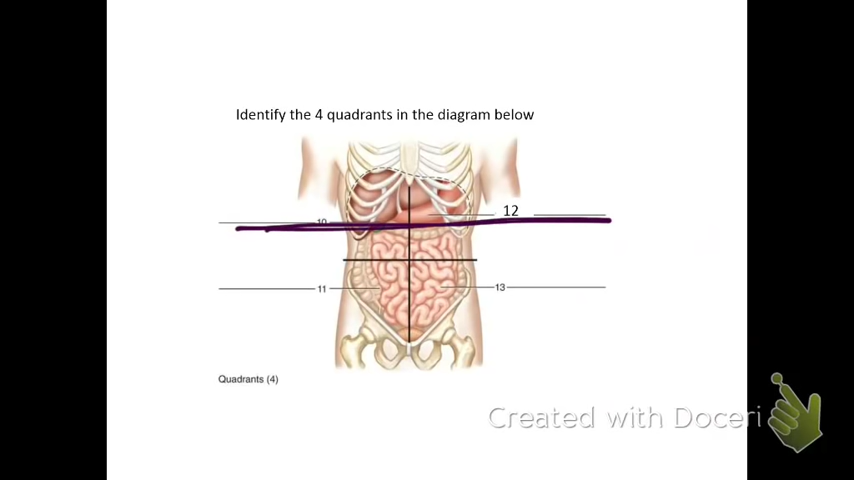 Identify the 4 quadrants in the diagram below
12
10
11
13
Quadrants (4)
Created with Doceri